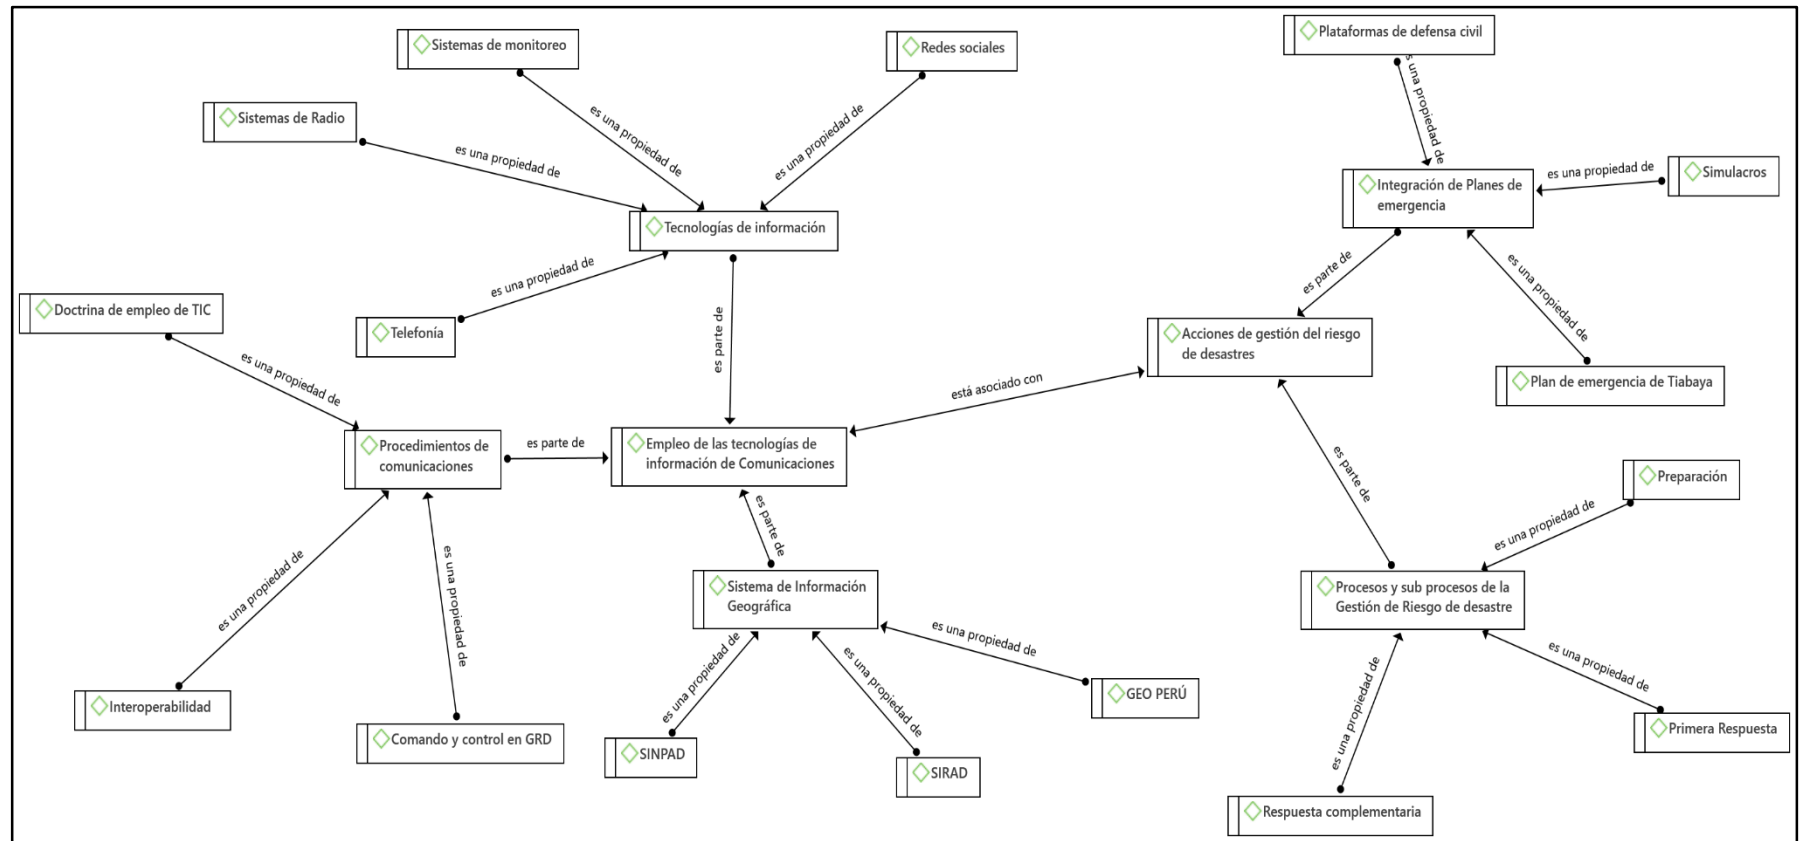 Plataformas de defensa civil
Sistemas de monitoreo
Redes sociales
es una propiedad de
Sistemas de Radio
es una propiedad de
es una propiedad de
es una propiedad de
es una propiedad de
Simulacros
Integración de Planes de
emergencia
Tecnologías de información
es una propiedad de
es parte de
es una propiedad de
Doctrina de empleo de TIC
Telefonía
es parte de
Acciones de gestión del riesgo
de desastres
es una propiedad de
está asociado con
Plan de emergencia de Tiabaya
Procedimientos de
comunicaciones
es parte de
Empleo de las tecnologías de
información de Comunicaciones
es parte de
Preparación
es parte de
es una propiedad de
es una propiedad de
es una propiedad de
Sistema de Información
Geográfica
Procesos y sub procesos de la
Gestión de Riesgo de desastre
es una propiedad de
es una propiedad de
es una propiedad de
es una propiedad de
es una propiedad de
GEO PERÚ
Interoperabilidad
Comando y control en GRD
SINPAD
SIRAD
Primera Respuesta
Respuesta complementaria